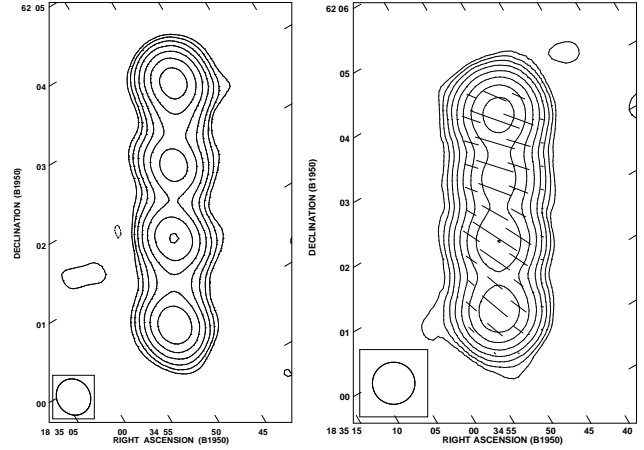 62 05
04
03
02
01
00
DECLINATION (B1950)
18 35 05 00 34 55 50 45
RIGHT ASCENSION (B1950)
62 06
05
04
03
02
01
00
DECLINATION (B1950)
18 35 15 10 05 00 34 55 50 45 40
RIGHT ASCENSION (B1950)